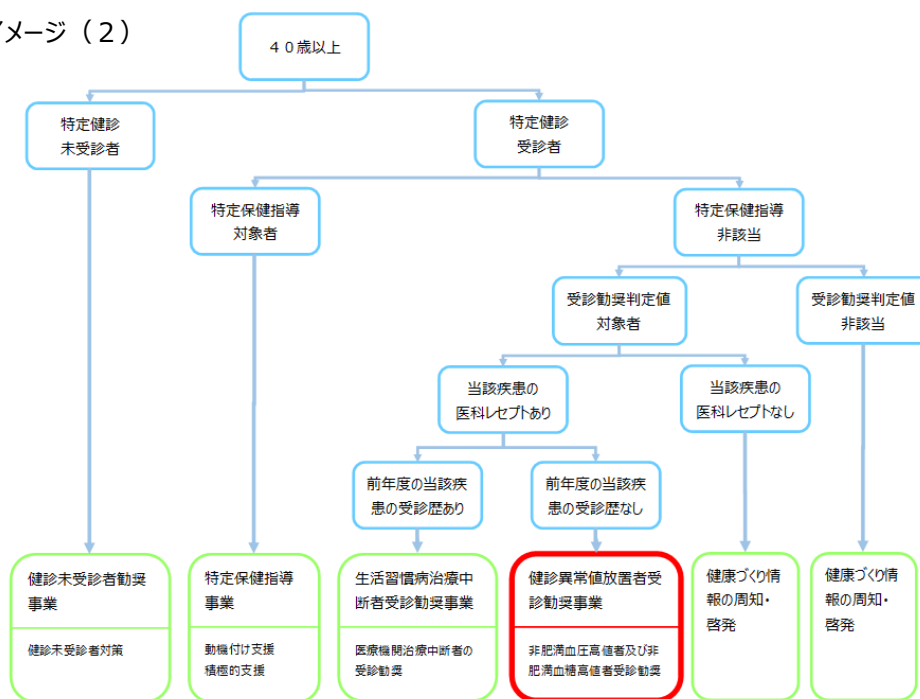 イメージ（２）
４０歳以上
特定健診
未受診者
特定健診
受診者
特定保健指導
対象者
特定保健指導
非該当
受診勧奨判定値
対象者
受診勧奨判定値
非該当
当該疾患の
医科レセプトあり
当該疾患の
医科レセプトなし
前年度の当該疾
患の受診歴あり
前年度の当該疾
患の受診歴なし
健診未受診者勧奨
事業
健診未受診者対策
特定保健指導
事業
動機付け支援
積極的支援
生活習慣病治療中
断者受診勧奨事業
医療機関治療中断者の
受診勧奨
健診異常値放置者受
診勧奨事業
非肥満血圧高値者及び非
肥満血糖高値者受診勧奨
健康づくり情
報の周知・
啓発
健康づくり情
報の周知・
啓発